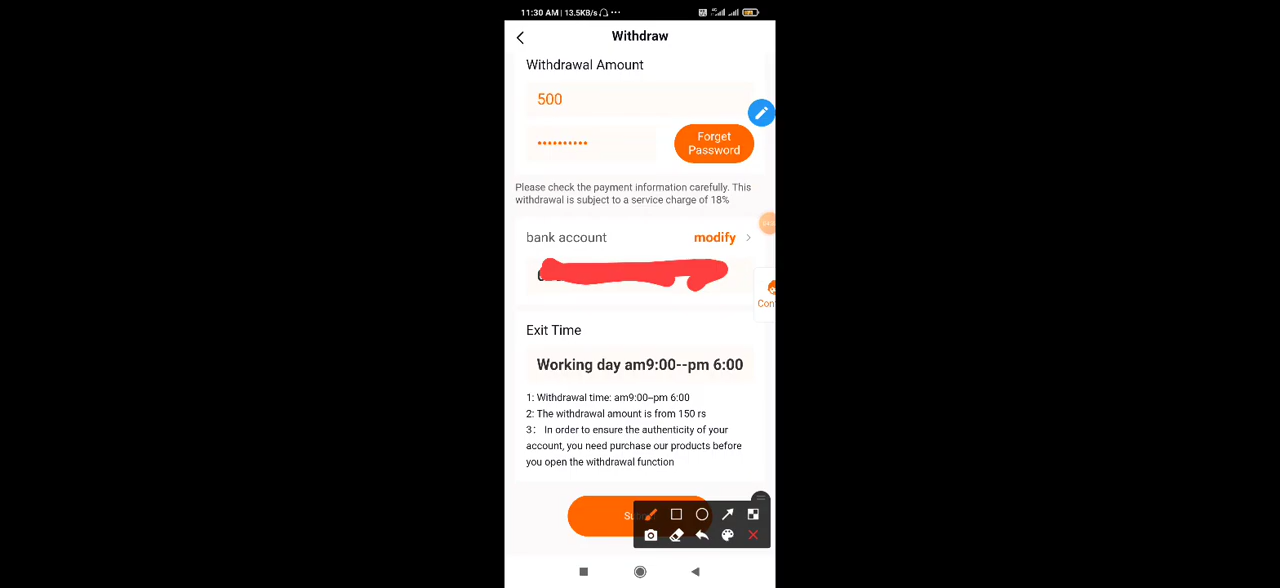 11:30 AM | 13.5KB/s
Withdraw
Withdrawal Amount
500
Forget
Password
Please check the payment information carefully. This
withdrawal is subject to a service charge of 18%
bank account
modify
Exit Time
Working day am9:00--pm 6:00
1: Withdrawal time: am9:00--pm 6:00
2: The withdrawal amount is from 150 rs
3： In order to ensure the authenticity of your
account, you need purchase our products before
you open the withdrawal function